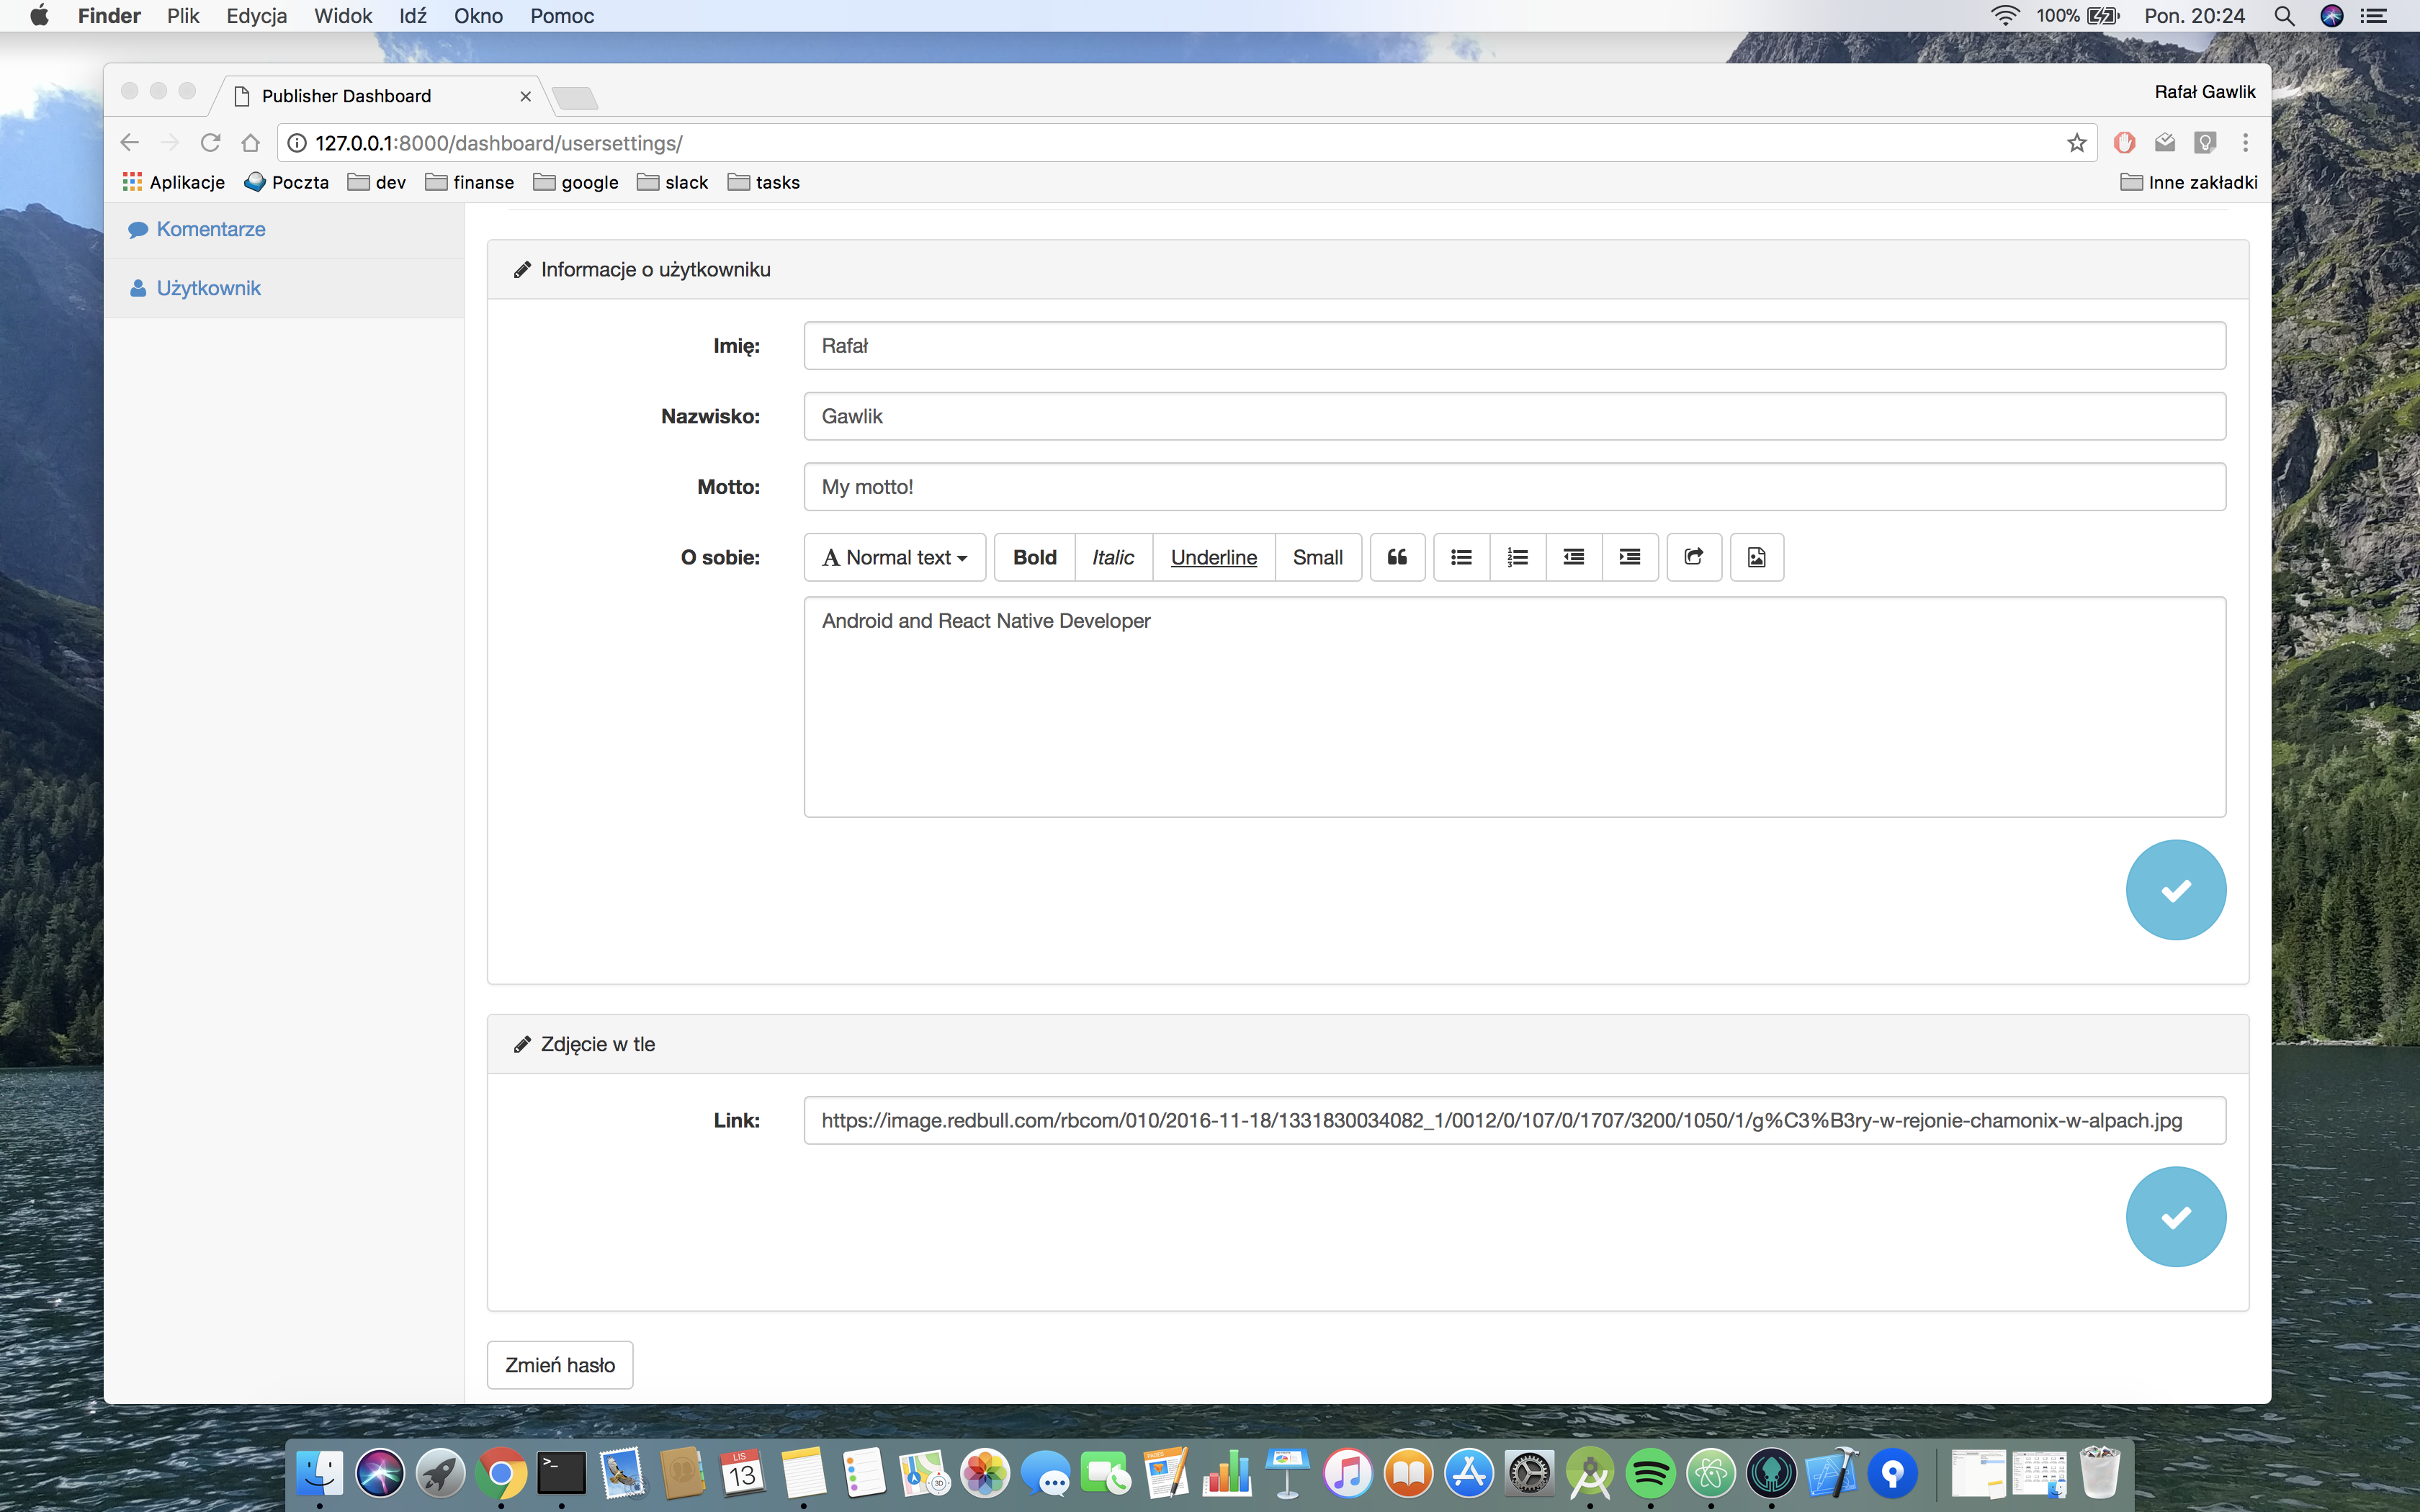 Finder Plik Edycja Widok Idź Okno Pomoc 100% Pon. 20:24
Publisher Dashboard Rafał Gawlik
127.0.0.1:8000/dashboard/usersettings/
Aplikacje Poczta dev finanse google slack tasks Inne zakładki
Komentarze
Użytkownik
Informacje o użytkowniku
Imię: Rafał
Nazwisko: Gawlik
Motto: My motto!
O sobie: A Normal text Bold Italic Underline Small
Android and React Native Developer
Zdjęcie w tle
Link: https://image.redbull.com/rbcom/010/2016-11-18/1331830034082_1/0012/0/107/0/1707/3200/1050/1/g%C3%B3ry-w-rejonie-chamonix-w-alpach.jpg
Zmień hasło
LIS
13